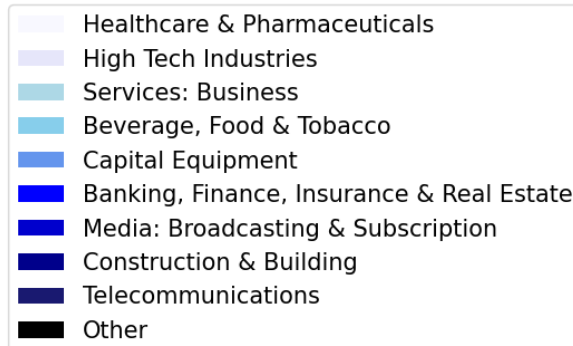 Healthcare & Pharmaceuticals
High Tech Industries
Services: Business
Beverage, Food & Tobacco
Capital Equipment
Banking, Finance, Insurance & Real Estate
Media: Broadcasting & Subscription
Construction & Building
Telecommunications
Other